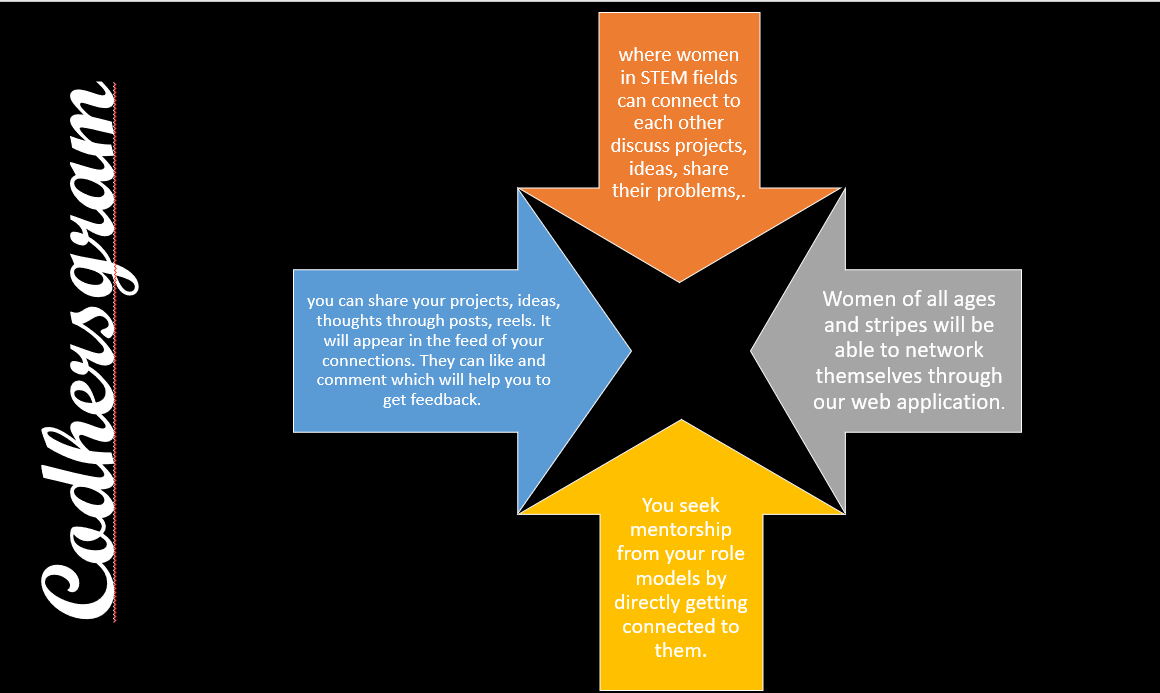 Codhersgram
where women
in STEM fields
can connect to
each other
discuss projects,
ideas, share
their problems,.
you can share your projects, ideas,
thoughts through posts, reels. It
will appear in the feed of your
connections. They can like and
comment which will help you to
get feedback.
Women of all ages
and stripes will be
able to network
themselves through
our web application.
You seek
mentorship
from your role
models by
directly getting
connected to
them.